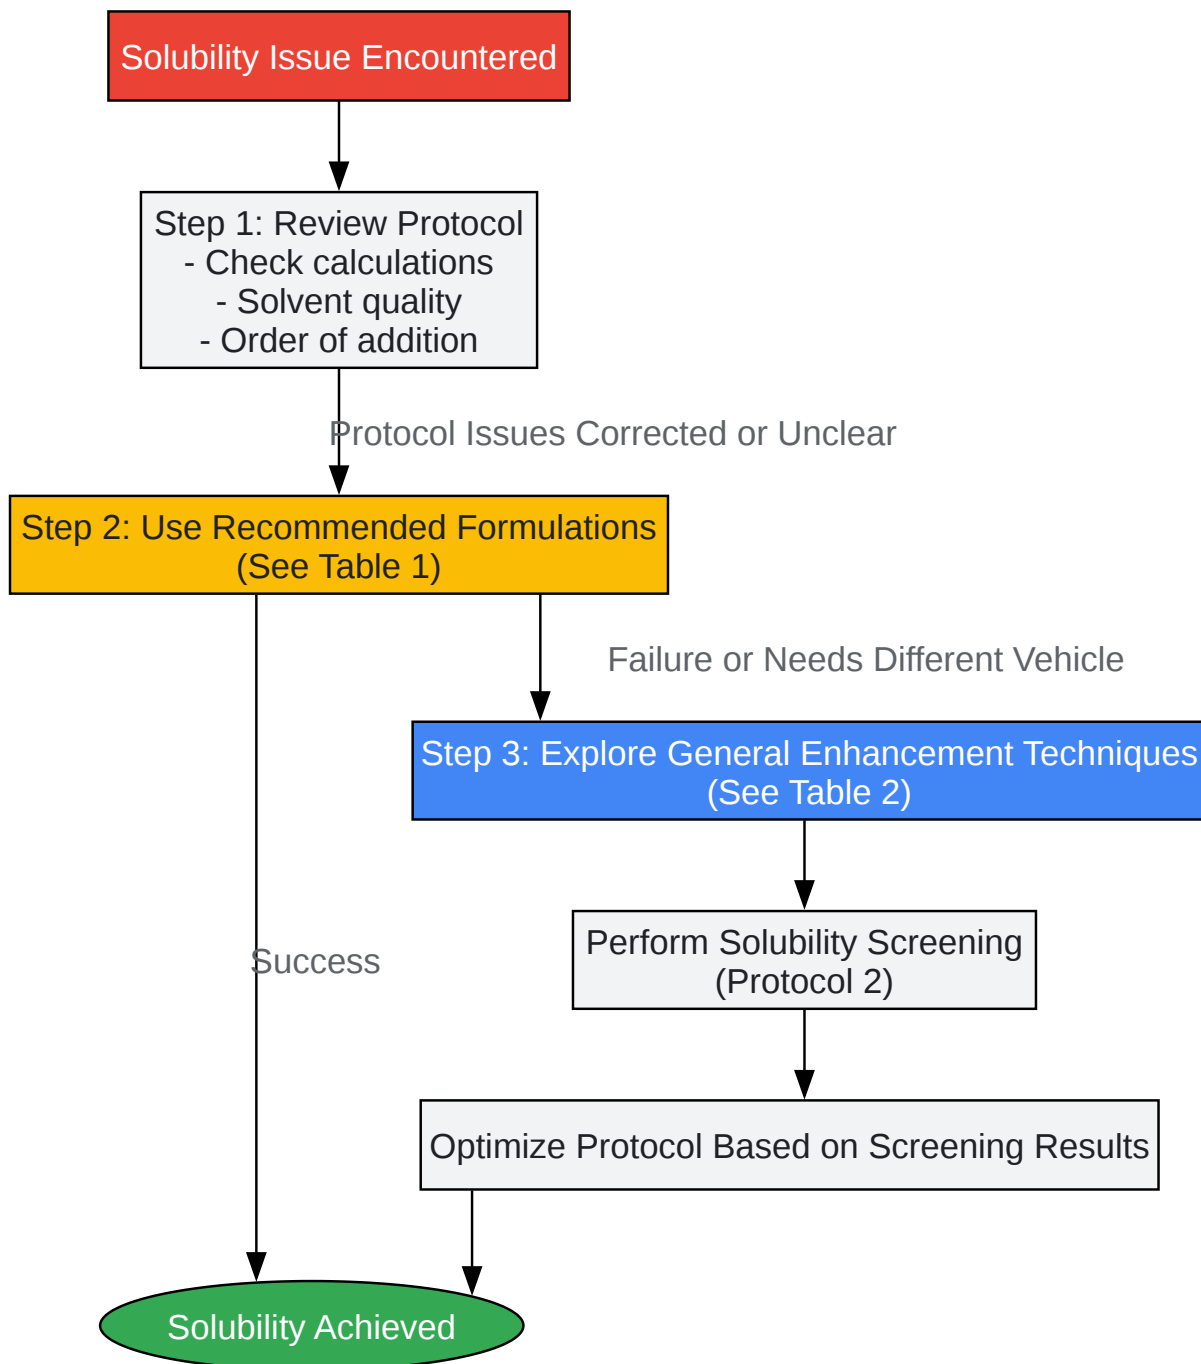 Solubility Issue Encountered
Step 1: Review Protocol
- Check calculations
- Solvent quality
- Order of addition
Protocol Issues Corrected or Unclear
Step 2: Use Recommended Formulations
(See Table 1)
Failure or Needs Different Vehicle
Step 3: Explore General Enhancement Techniques
(See Table 2)
Perform Solubility Screening
(Protocol 2)
Success
Optimize Protocol Based on Screening Results
Solubility Achieved